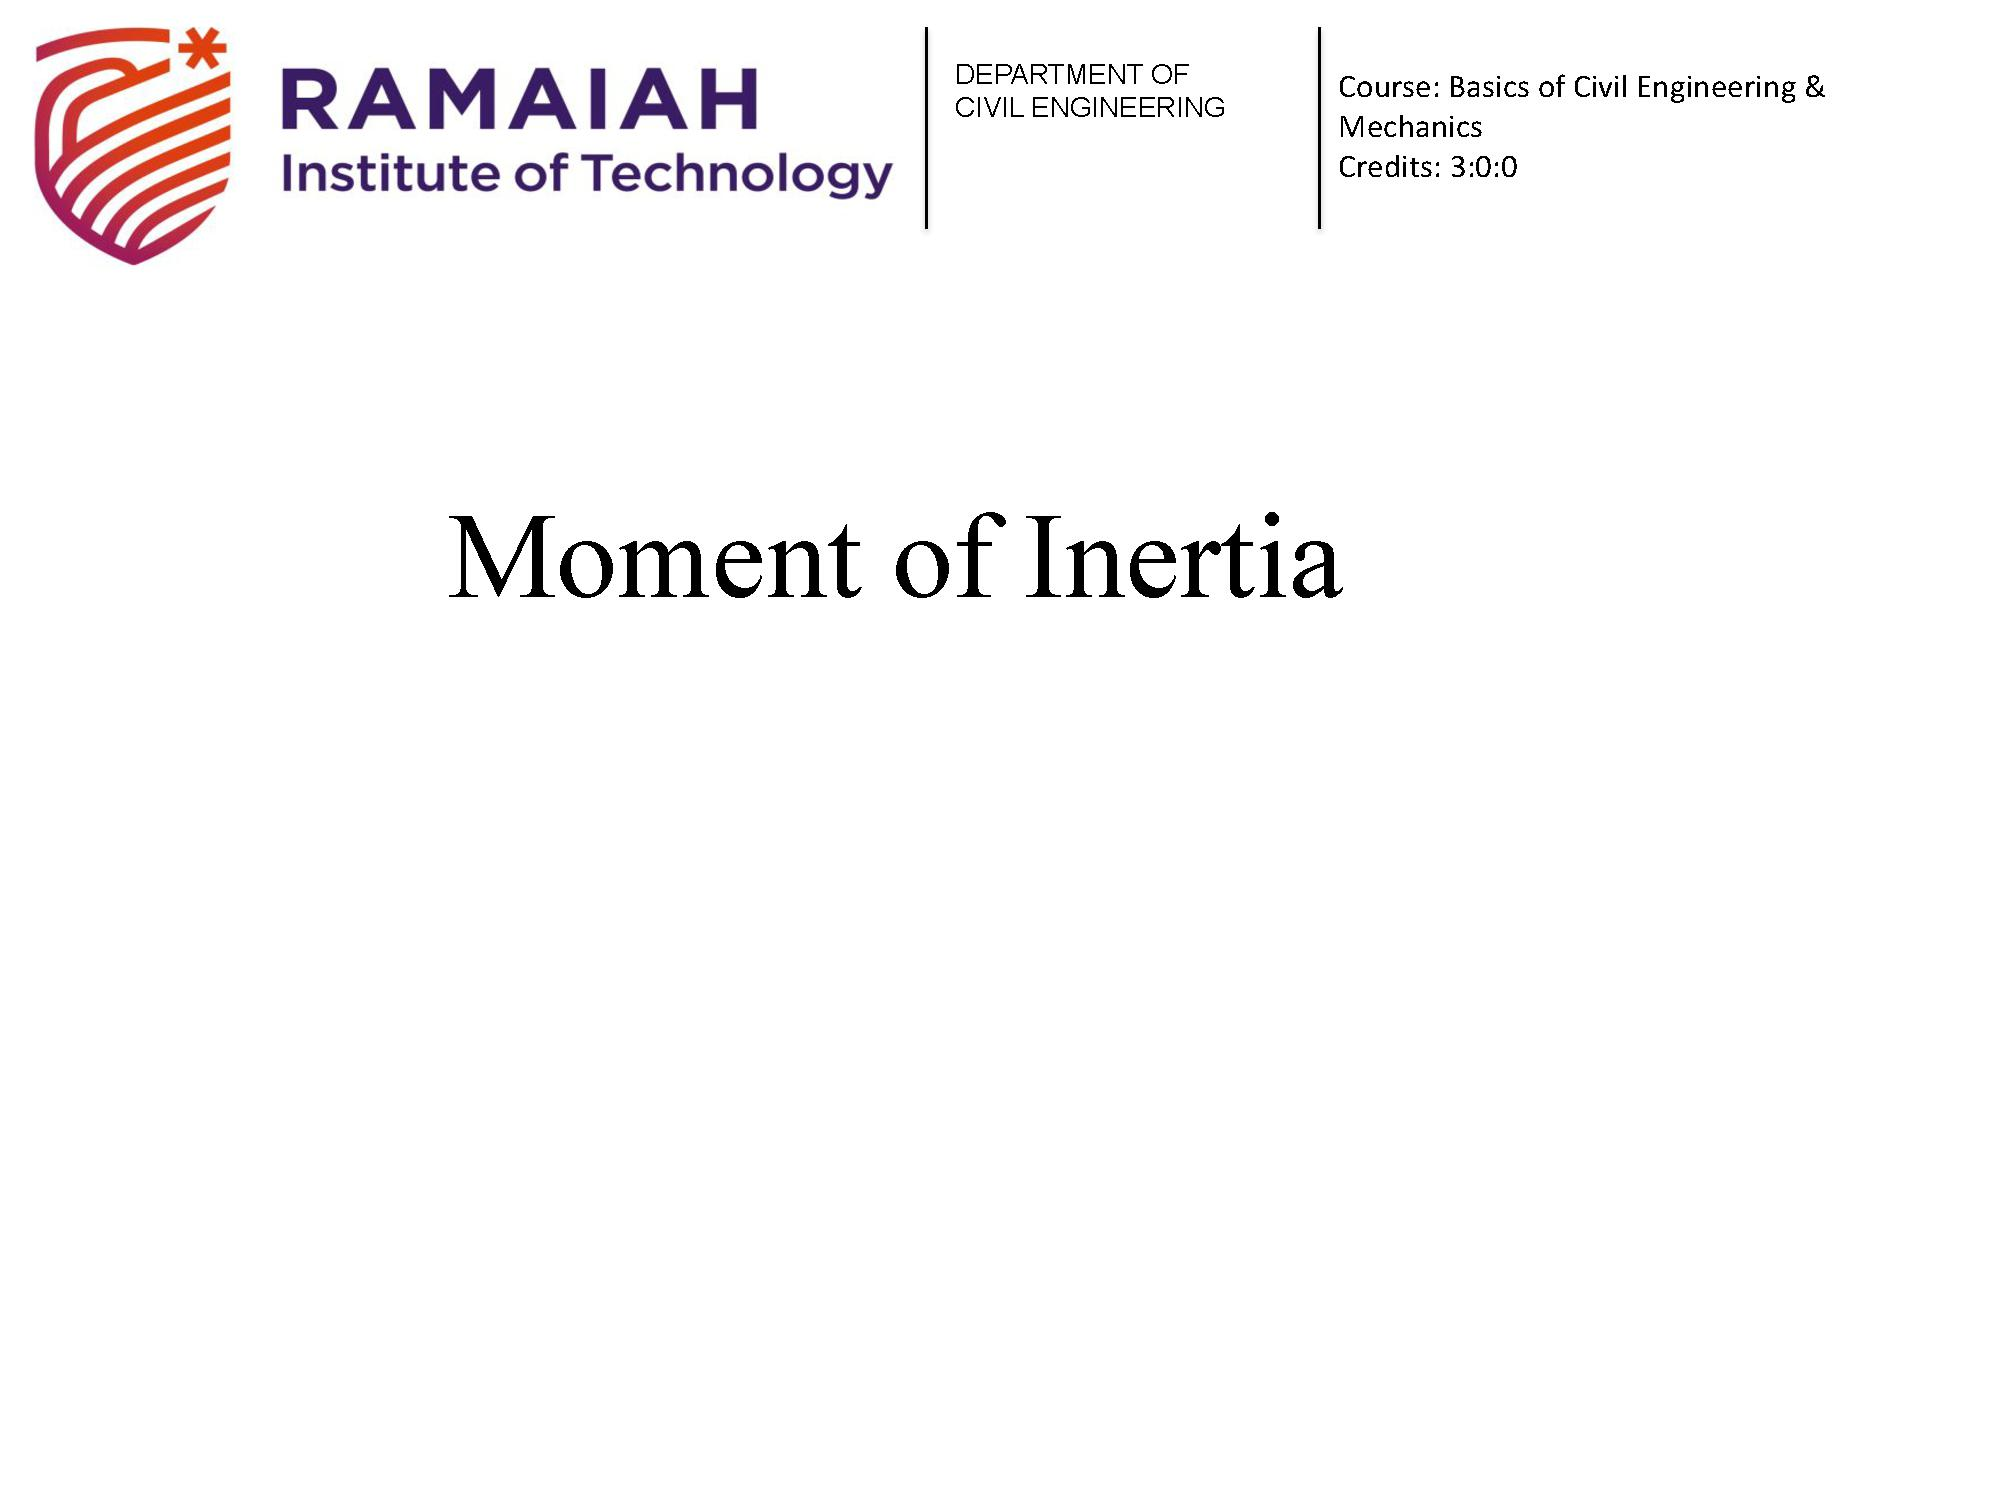 RAMAIAH
Institute of Technology
DEPARTMENT OF
CIVIL ENGINEERING
Course: Basics of Civil Engineering &
Mechanics
Credits: 3:0:0
Moment of Inertia